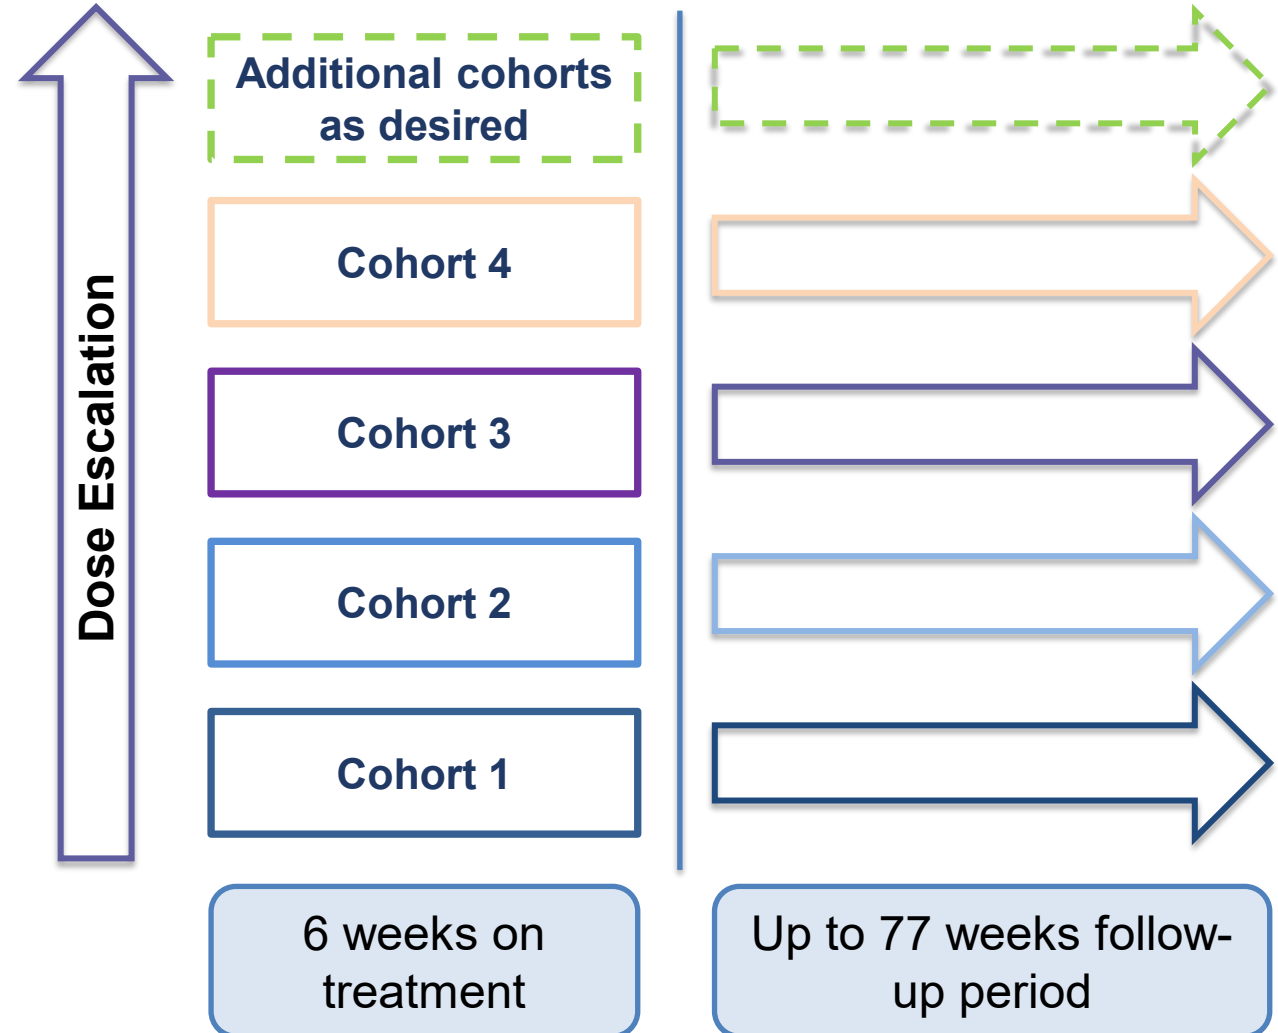 Additional cohorts
as desired
Cohort 4
Cohort 3
Cohort 2
Cohort 1
Dose Escalation
6 weeks on
treatment
Up to 77 weeks follow-
up period